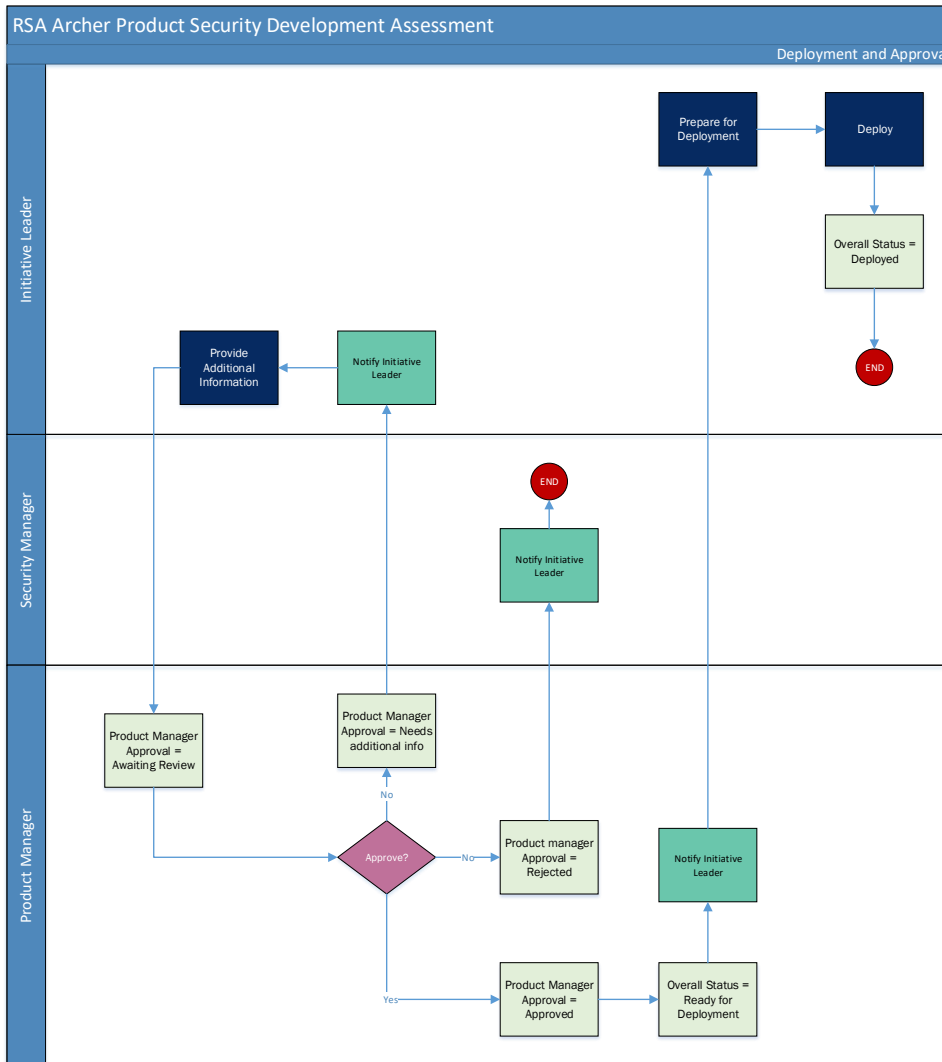 RSA Archer Product Security Development Assessment
Deployment and Approva
Initiative Leader
Prepare for
Deployment
Deploy
Overall Status =
Deployed
END
Provide
Additional
Information
Notify Initiative
Leader
Security Manager
END
Notify Initiative
Leader
Product Manager
Product Manager
Approval =
Awaiting Review
Product Manager
Approval = Needs
additional info
No
Approve?
No
Product manager
Approval =
Rejected
Notify Initiative
Leader
Yes
Product Manager
Approval =
Approved
Overall Status =
Ready for
Deployment